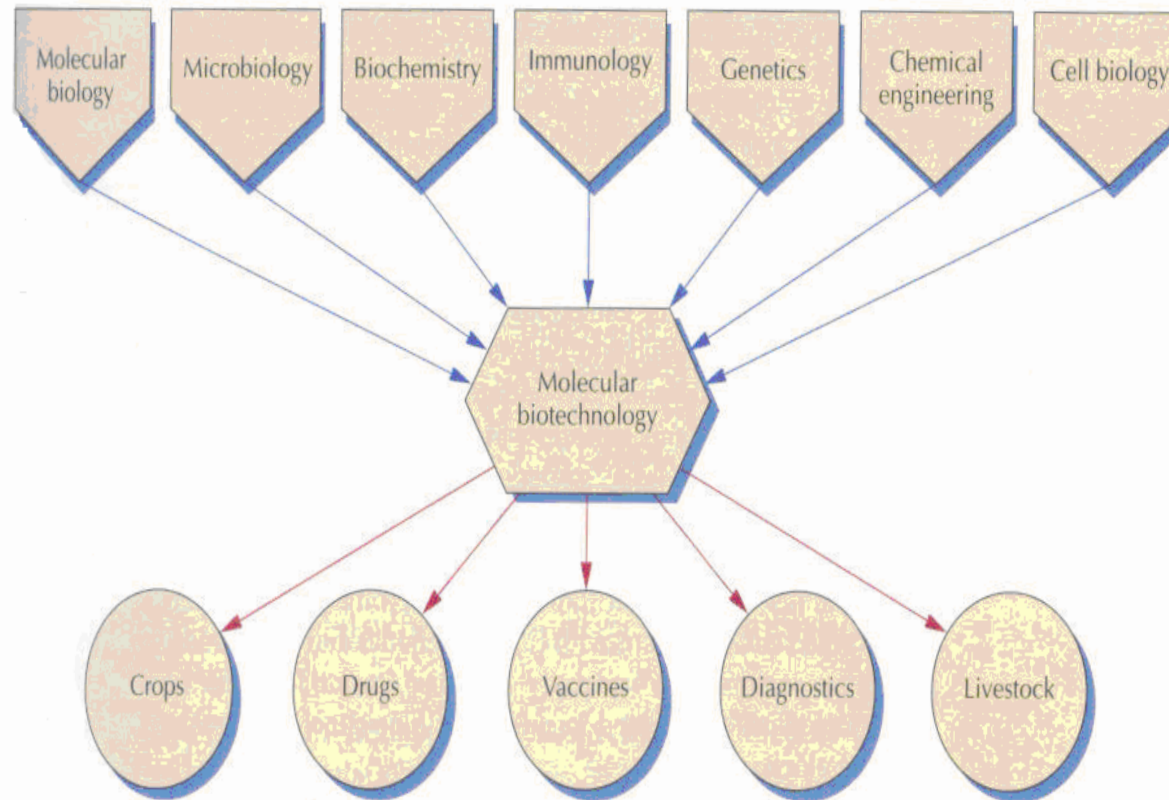 Molecular
biology
Microbiology
Biochemistry
Immunology
Genetics
Chemical
engineering
Cell biology
Molecular
biotechnology
Crops
Drugs
Vaccines
Diagnostics
Livestock